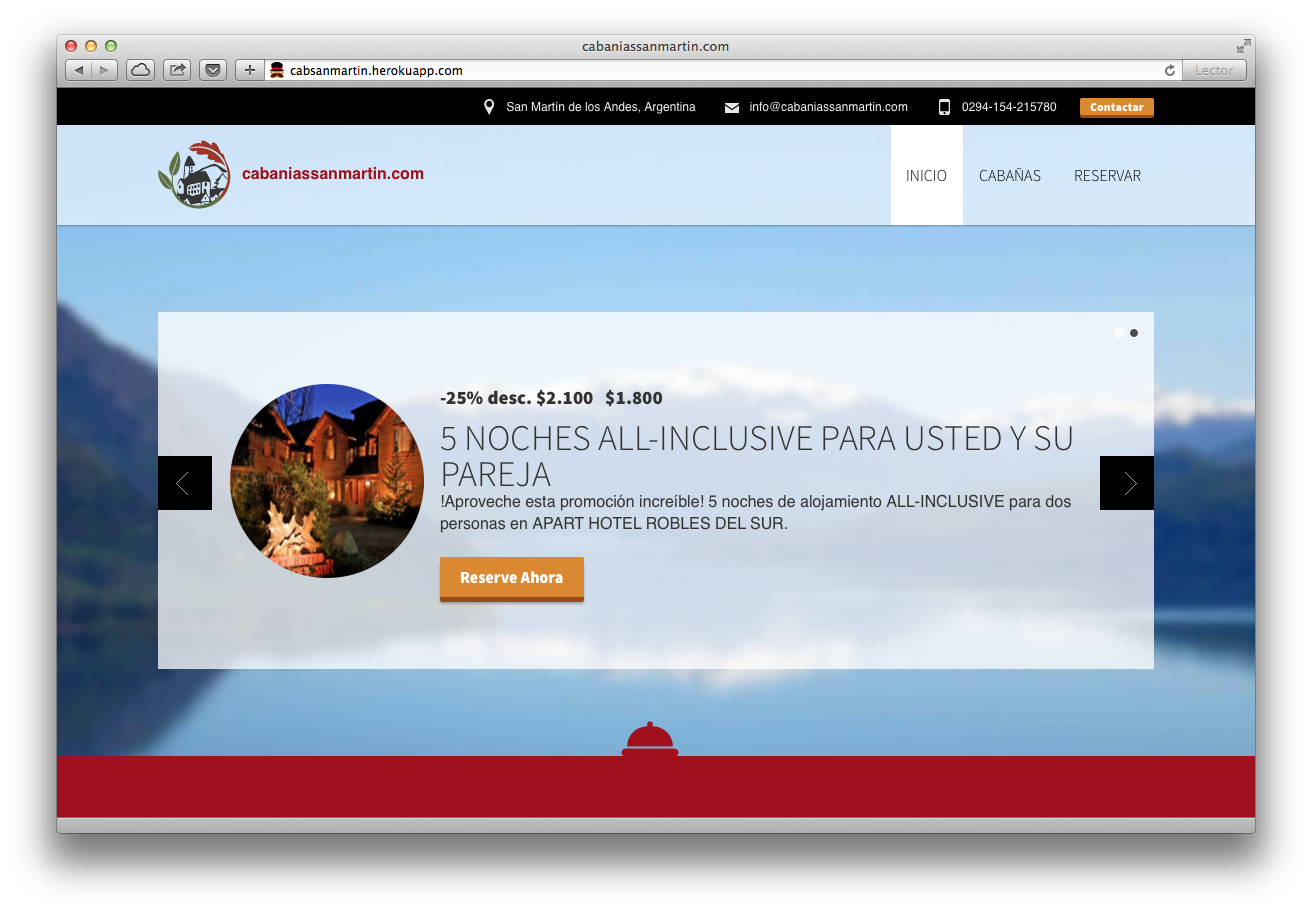 cabaniassanmartin.com
cabsanmartin.herokuapp.com
Lector
San Martín de los Andes, Argentina
info@cabaniassanmartin.com
0294-154-215780
Contactar
cabaniassanmartin.com
INICIO
CABAÑAS
RESERVAR
-25% desc. $2.100 $1.800
5 NOCHES ALL-INCLUSIVE PARA USTED Y SU
PAREJA
!Aproveche esta promoción increíble! 5 noches de alojamiento ALL-INCLUSIVE para dos
personas en APART HOTEL ROBLES DEL SUR.
Reserve Ahora